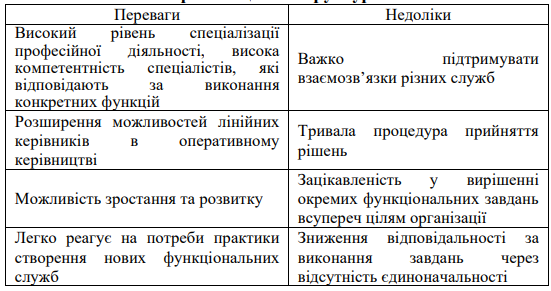 Переваги
Недоліки
Високий рівень спеціалізації
професійної діяльності, висока
компетентність спеціалістів, які
відповідають за виконання
конкретних функцій
Важко підтримувати
взаємозв’язки різних служб
Розширення можливостей лінійних
керівників в оперативному
керівництві
Тривала процедура прийняття
рішень
Можливість зростання та розвитку
Зацікавленість у вирішенні
окремих функціональних завдань
всупереч цілям організації
Легко реагує на потреби практики
створення нових функціональних
служб
Зниження відповідальності за
виконання завдань через
відсутність єдиноначальності